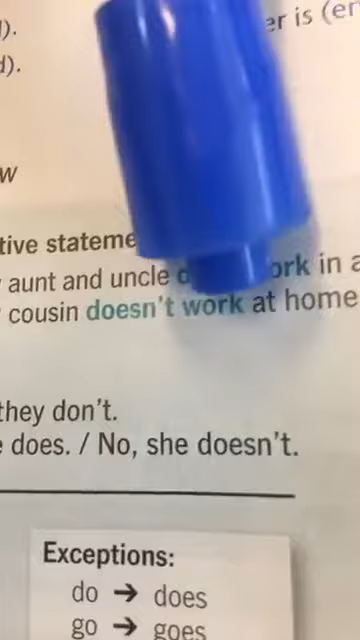 ).
d).
er is (er
w
tive stateme
aunt and uncle d ork in a
cousin doesn't work at home
they don't.
does. / No, she doesn't.
Exceptions:
do → does
go → goes